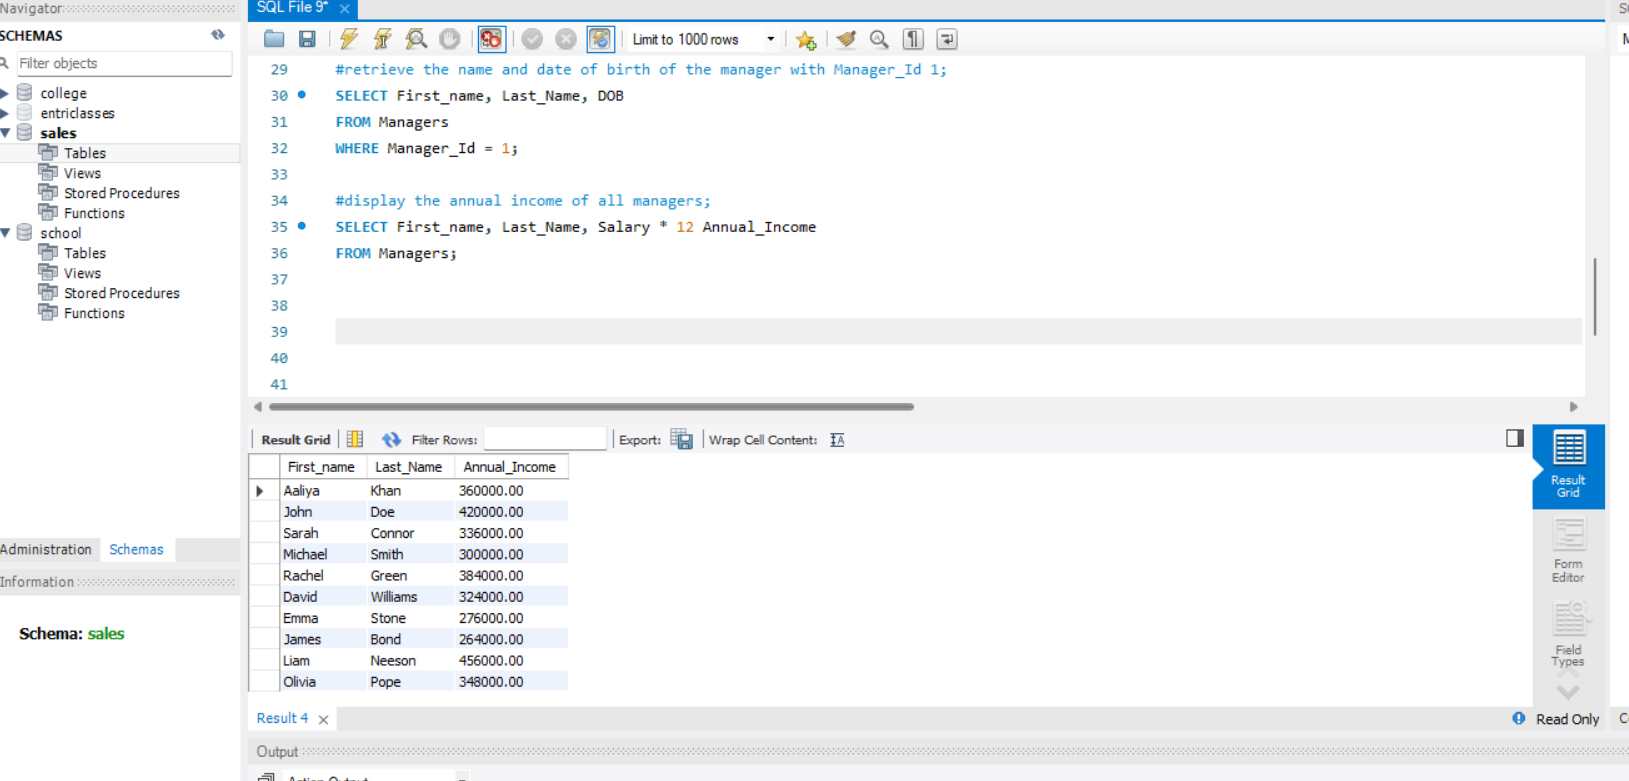 Navigator
SCHEMAS
Filter objects
college
entriclasses
sales
Tables
Views
Stored Procedures
Functions
school
Tables
Views
Stored Procedures
Functions
Administration Schemas
Information
Schema: sales
SQL File 9*
Limit to 1000 rows
29 #retrieve the name and date of birth of the manager with Manager_Id 1;
30 SELECT First_name, Last_Name, DOB
31 FROM Managers
32 WHERE Manager_Id = 1;
33
34 #display the annual income of all managers;
35 SELECT First_name, Last_Name, Salary * 12 Annual_Income
36 FROM Managers;
37
38
39
40
41
Result Grid Filter Rows: Export: Wrap Cell Content:
First_name Last_Name Annual_Income
Aaliya Khan 360000.00
John Doe 420000.00
Sarah Connor 336000.00
Michael Smith 300000.00
Rachel Green 384000.00
David Williams 324000.00
Emma Stone 276000.00
James Bond 264000.00
Liam Neeson 456000.00
Olivia Pope 348000.00
Result
Grid
Form
Editor
Field
Types
Result 4
Read Only
Output
Action Output